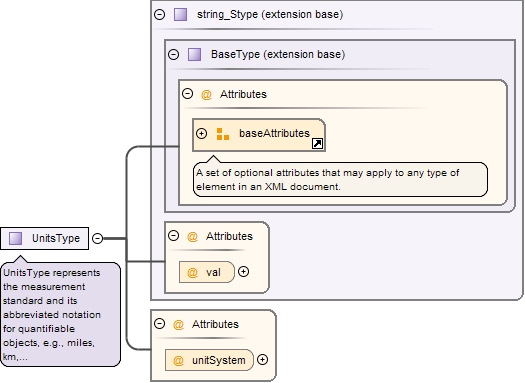 string_Stype (extension base)
BaseType (extension base)
@ Attributes
baseAttributes
A set of optional attributes that may apply to any type of
element in an XML document.
UnitsType
UnitsType represents
the measurement
standard and its
abbreviated notation
for quantifiable
objects, e.g., miles,
km,...
@ Attributes
@ val
@ Attributes
@ unitSystem